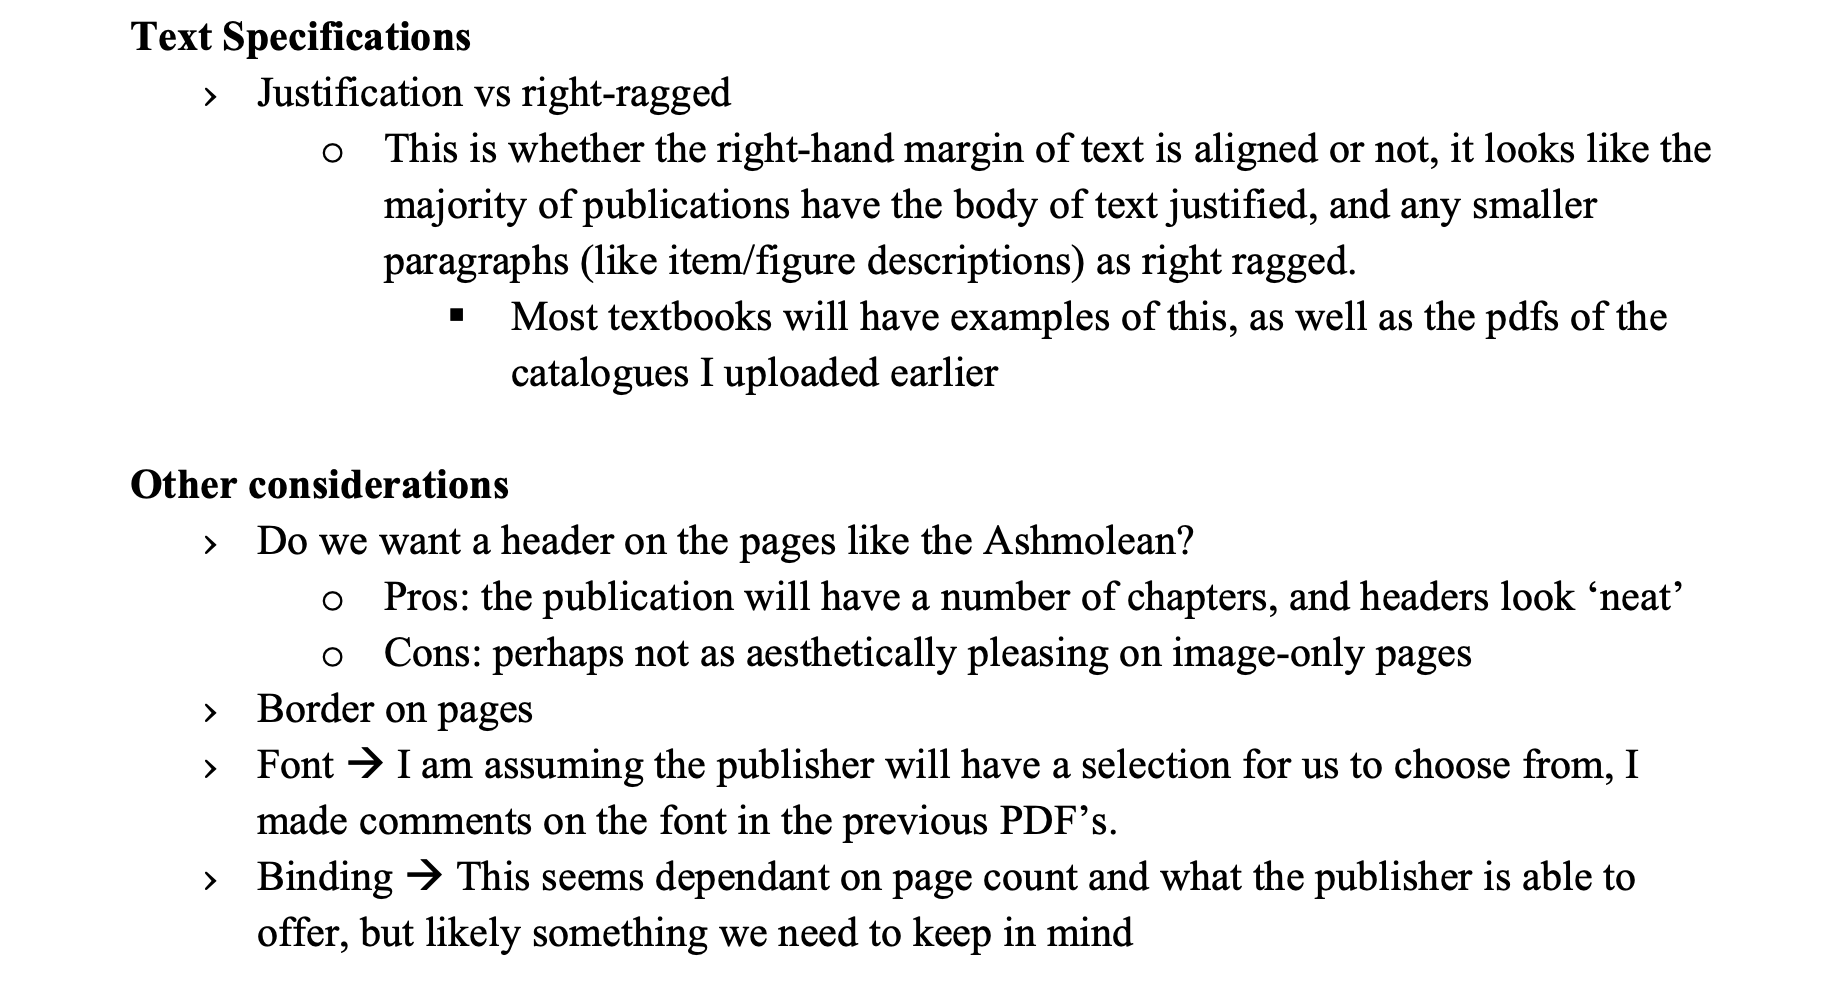 Text Specifications
› Justification vs right-ragged
o This is whether the right-hand margin of text is aligned or not, it looks like the
majority of publications have the body of text justified, and any smaller
paragraphs (like item/figure descriptions) as right ragged.
▪ Most textbooks will have examples of this, as well as the pdfs of the
catalogues I uploaded earlier
Other considerations
› Do we want a header on the pages like the Ashmolean?
o Pros: the publication will have a number of chapters, and headers look ‘neat’
o Cons: perhaps not as aesthetically pleasing on image-only pages
› Border on pages
› Font → I am assuming the publisher will have a selection for us to choose from, I
made comments on the font in the previous PDF’s.
› Binding → This seems dependant on page count and what the publisher is able to
offer, but likely something we need to keep in mind